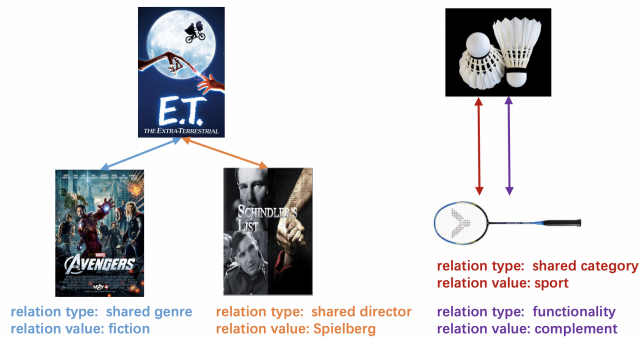 E.T.
THE EXTRA-TERRESTRIAL
MARVEL
AVENGERS
SCHINDLER'S
LIST
relation type: shared genre
relation value: fiction
relation type: shared director
relation value: Spielberg
relation type: shared category
relation value: sport
relation type: functionality
relation value: complement